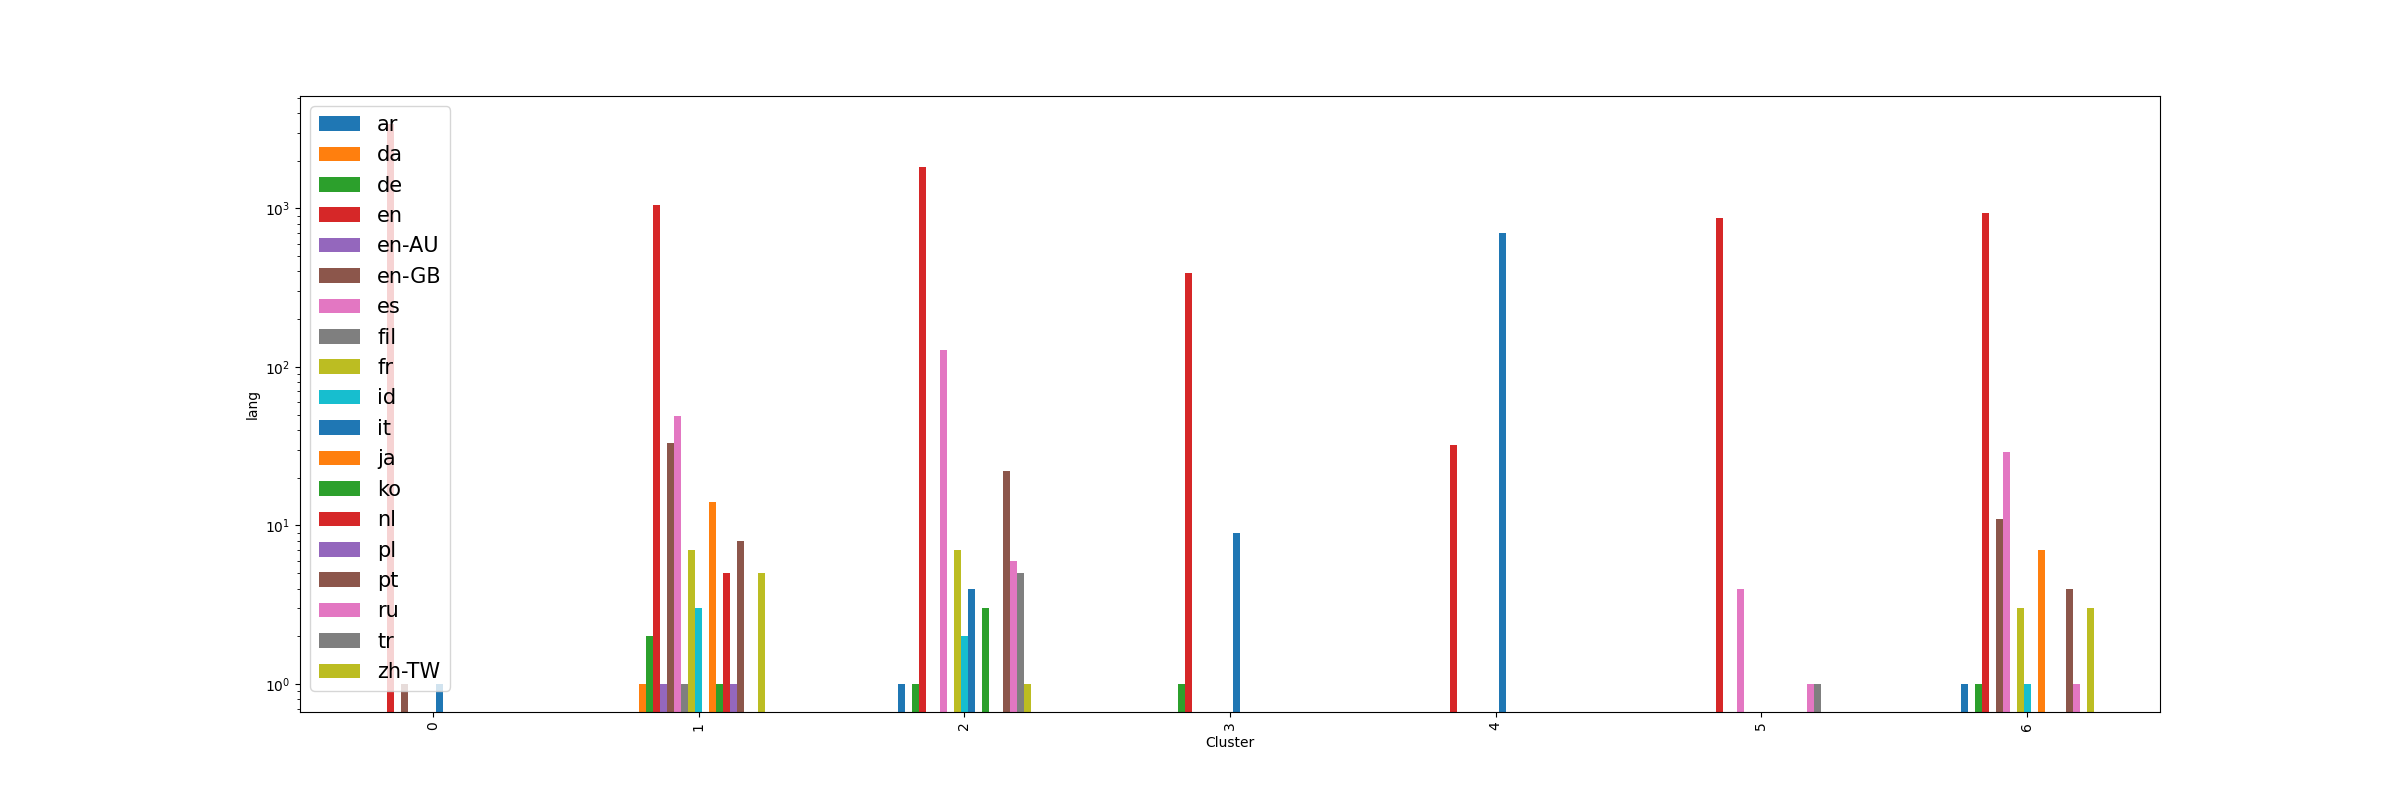 ar
da
de
en
en-AU
en-GB
es
fil
fr
id
it
ja
ko
nl
pl
pt
ru
tr
zh-TW
10³
10²
10¹
10⁰
lang
0 1 2 3 4 5 6
Cluster